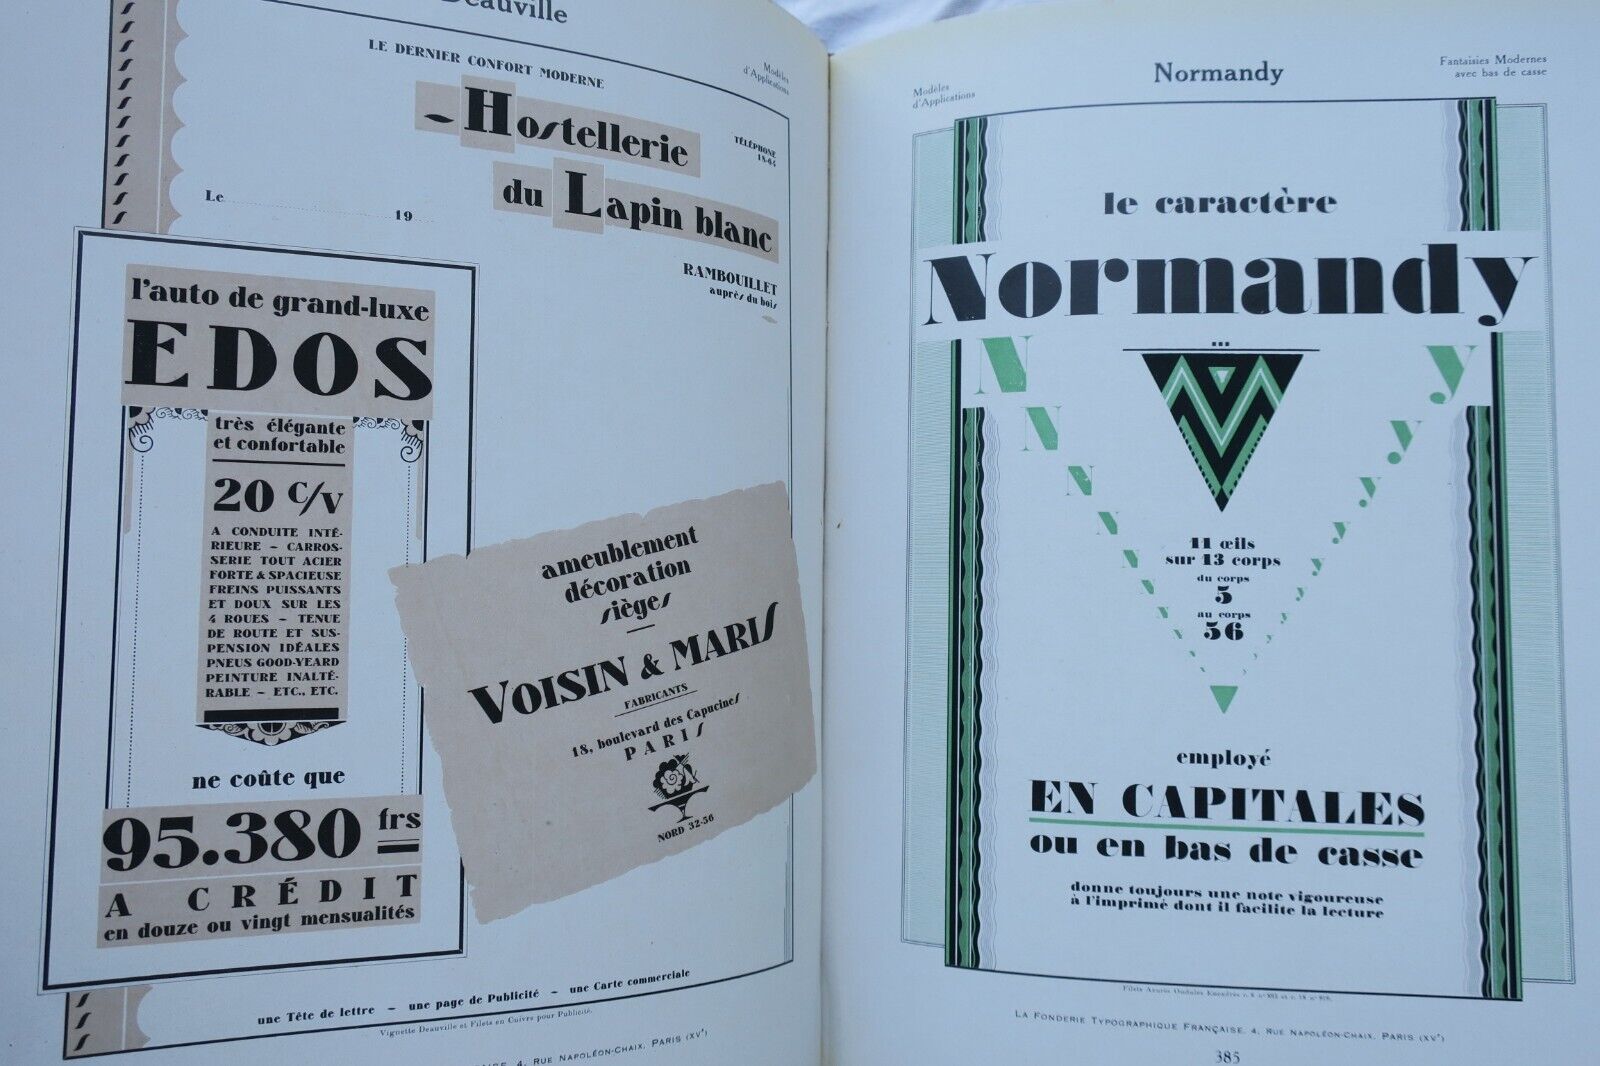 Deauville
LE DERNIER CONFORT MODERNE
Modèles
d'Applications
Hostellerie
du Lapin blanc
TÉLÉPHONE
18-64
Le
19
RAMBOUILLET
auprès du bois
l'auto de grand-luxe
EDOS
très élégante
et confortable
20 c/v
A CONDUITE INTÉ-
RIEURE – CARROS-
SERIE TOUT ACIER
FORTE & SPACIEUSE
FREINS PUISSANTS
ET DOUX SUR LES
4 ROUES – TENUE
DE ROUTE ET SUS-
PENSION IDÉALES
PNEUS GOOD-YEARD
PEINTURE INALTÉ-
RABLE – ETC., ETC.
ne coûte que
95.380 frs
A CRÉDIT
en douze ou vingt mensualités
ameublement
décoration
sièges
VOISIN & MARIS
FABRICANTS
18, boulevard des Capucines
PARIS
NORD 32-56
une Tête de lettre – une page de Publicité – une Carte commerciale
Vignette Deauville et Filets en Cuivre pour Publicité.
4, RUE NAPOLÉON-CHAIX, PARIS (XVᵉ)
Modèles
d'Applications
Normandy
Fantaisies Modernes
avec bas de casse
le caractère
Normandy
N y
N y
N y
N y
N y
11 œils
sur 13 corps
du corps
5
au corps
56
employé
EN CAPITALES
ou en bas de casse
donne toujours une note vigoureuse
à l'imprimé dont il facilite la lecture
LA FONDERIE TYPOGRAPHIQUE FRANÇAISE, 4, RUE NAPOLÉON-CHAIX, PARIS (XVᵉ)
385